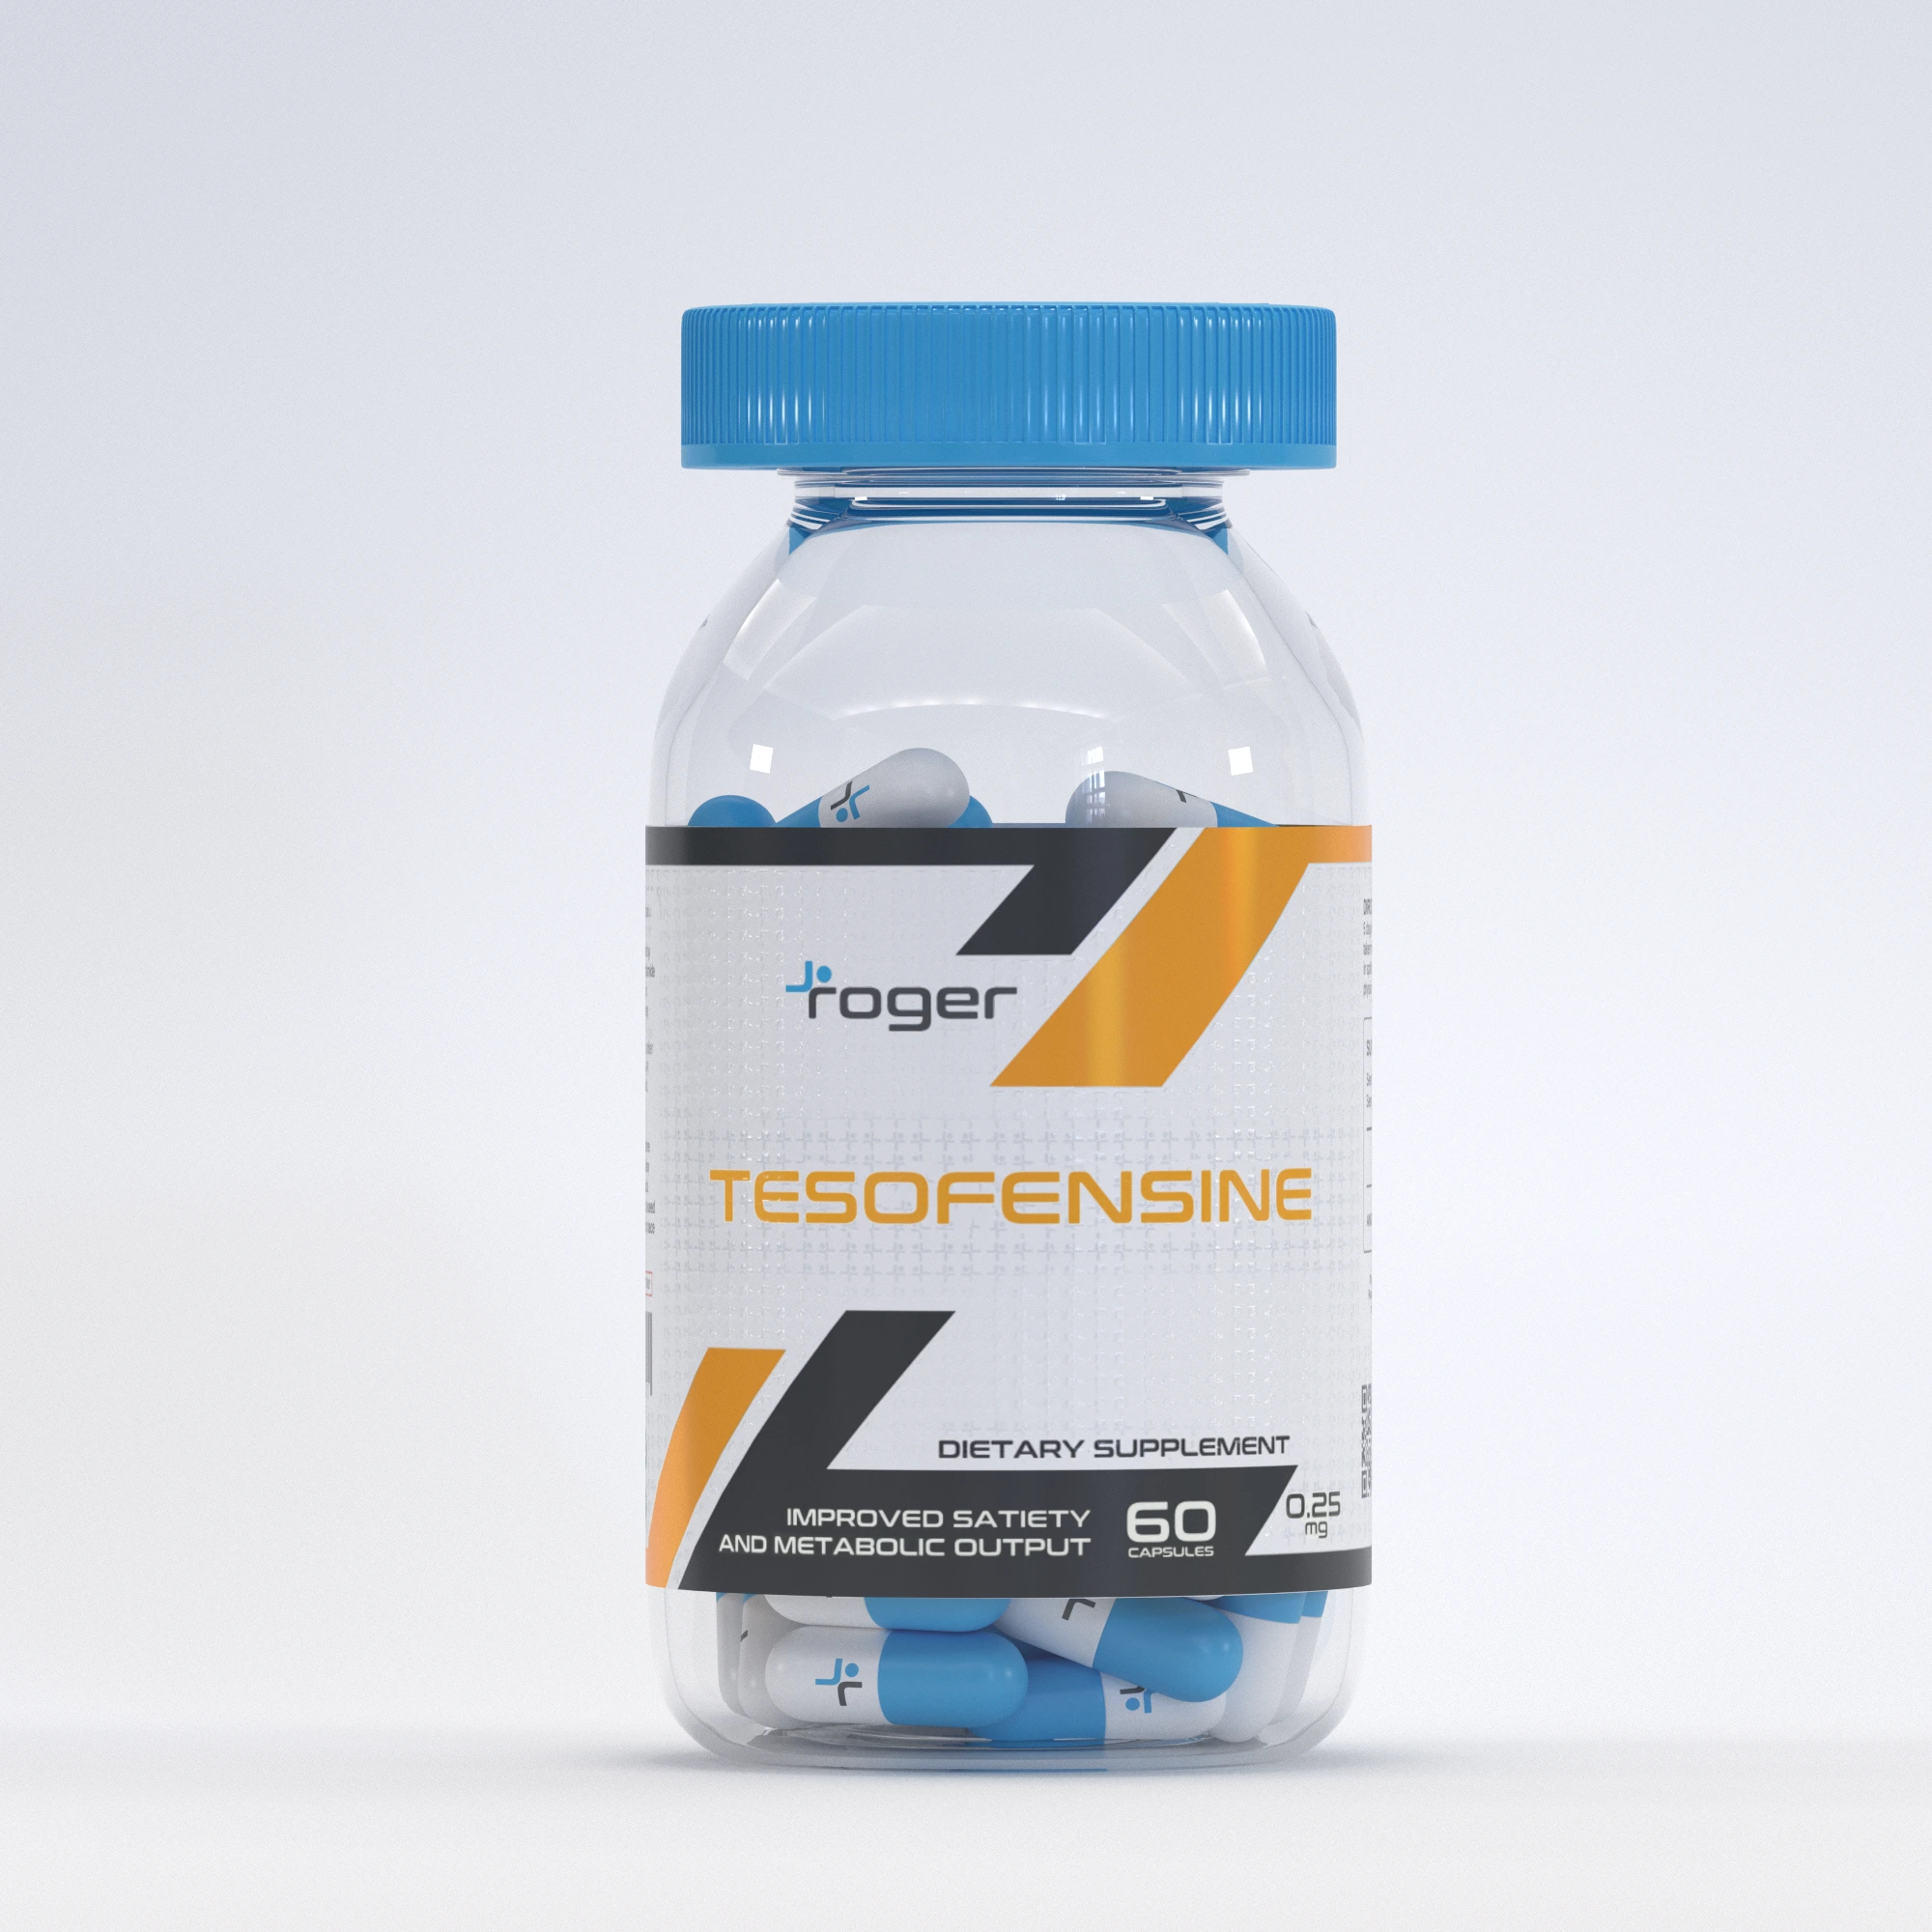 roger
TESOFENSINE
DIETARY SUPPLEMENT
IMPROVED SATIETY
AND METABOLIC OUTPUT
60
CAPSULES
0.25
mg